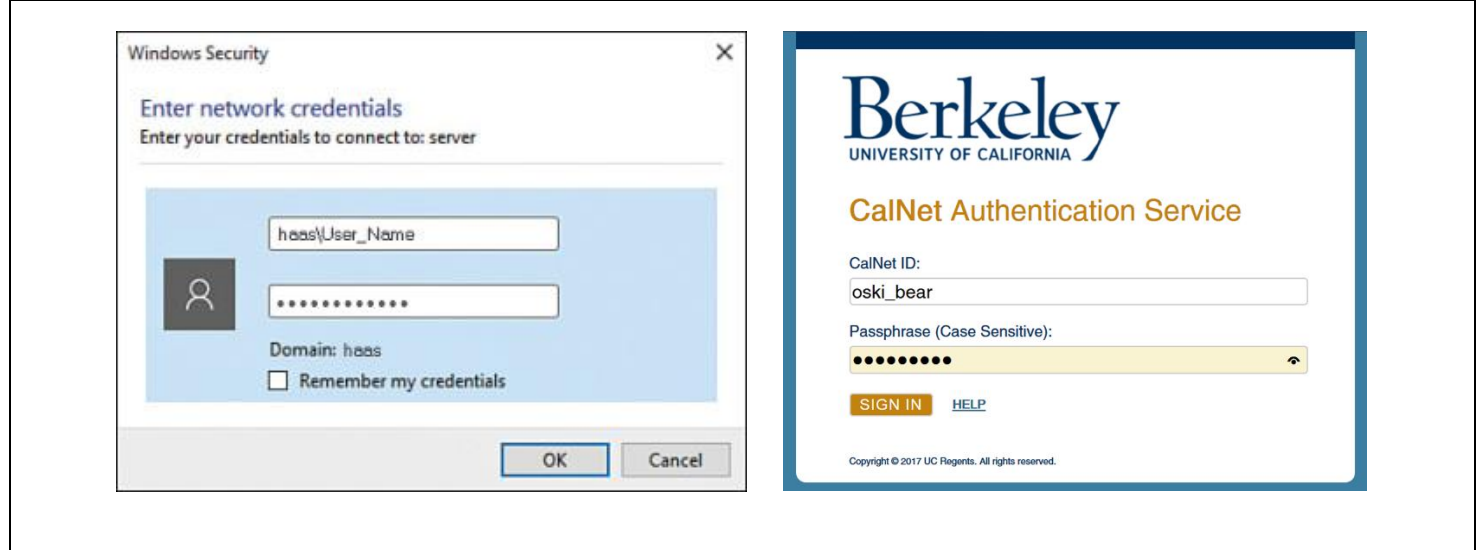 Windows Security
Enter network credentials
Enter your credentials to connect to: server
haas\User_Name
••••••••••••
Domain: haas
Remember my credentials
OK
Cancel
Berkeley
UNIVERSITY OF CALIFORNIA
CalNet Authentication Service
CalNet ID:
oski_bear
Passphrase (Case Sensitive):
•••••••••
SIGN IN
HELP
Copyright © 2017 UC Regents. All rights reserved.